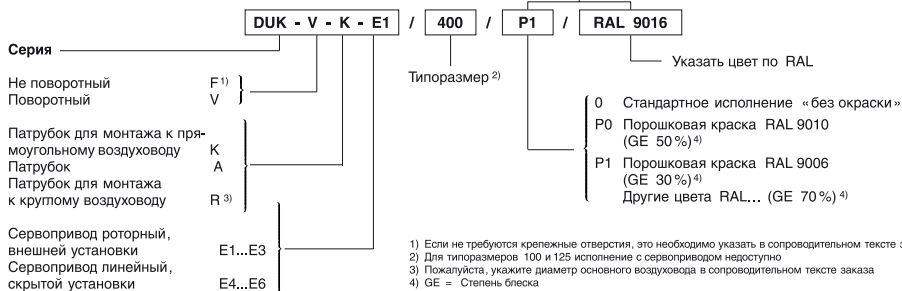 DUK - V - K - E1 / 400 / P1 / RAL 9016
Серия
Указать цвет по RAL
Типоразмер 2)
Не поворотный F 1)
Поворотный V
Патрубок для монтажа к пря-
моугольному воздуховоду K
Патрубок A
Патрубок для монтажа
к круглому воздуховоду R 3)
Сервопривод роторный,
внешней установки E1...E3
Сервопривод линейный,
скрытой установки E4...E6
0 Стандартное исполнение «без окраски»
P0 Порошковая краска RAL 9010
(GE 50%) 4)
P1 Порошковая краска RAL 9006
(GE 30%) 4)
Другие цвета RAL... (GE 70%) 4)
1) Если не требуются крепежные отверстия, это необходимо указать в сопроводительном тексте
2) Для типоразмеров 100 и 125 исполнение с сервоприводом недоступно
3) Пожалуйста, укажите диаметр основного воздуховода в сопроводительном тексте заказа
4) GE = Степень блеска